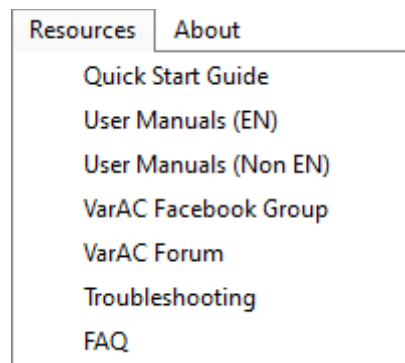 Resources About
Quick Start Guide
User Manuals (EN)
User Manuals (Non EN)
VarAC Facebook Group
VarAC Forum
Troubleshooting
FAQ